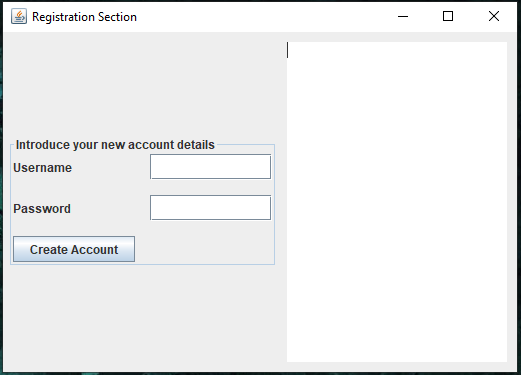 Registration Section
Introduce your new account details
Username
Password
Create Account